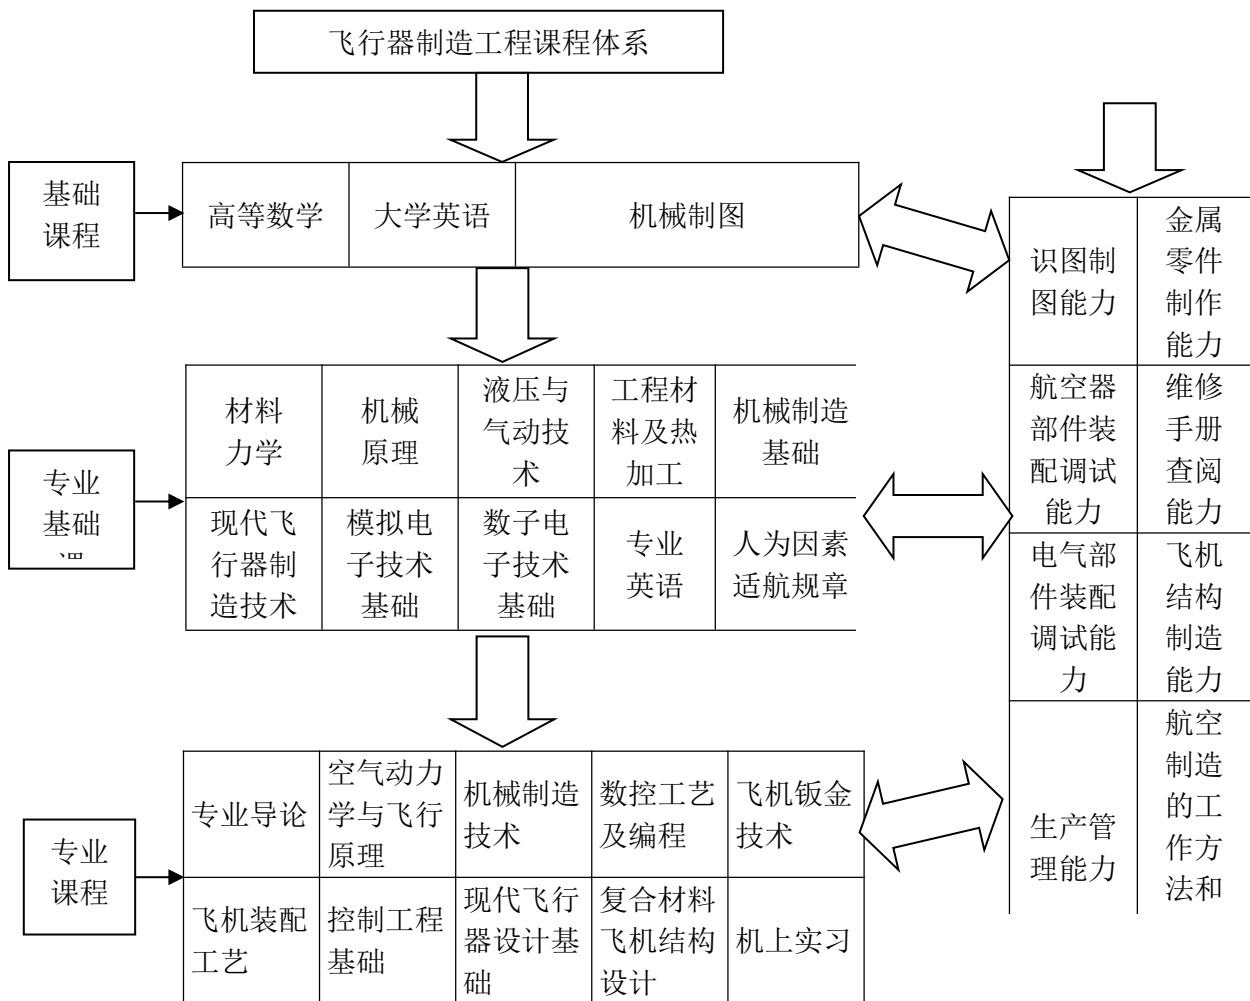 飞行器制造工程课程体系
基础
课程
高等数学
大学英语
机械制图
专业
基础
材料
力学
机械
原理
液压与
气动技
术
工程材
料及热
加工
机械制造
基础
现代飞
行器制
造技术
模拟电
子技术
基础
数子电
子技术
基础
专业
英语
人为因素
适航规章
专业
课程
专业导论
空气动力
学与飞行
原理
机械制造
技术
数控工艺
及编程
飞机钣金
技术
飞机装配
工艺
控制工程
基础
现代飞行
器设计基
础
复合材料
飞机结构
设计
机上实习
识图制
图能力
金属
零件
制作
能力
航空器
部件装
配调试
能力
维修
手册
查阅
能力
电气部
件装配
调试能
力
飞机
结构
制造
能力
生产管
理能力
航空
制造
的工
作方
法和